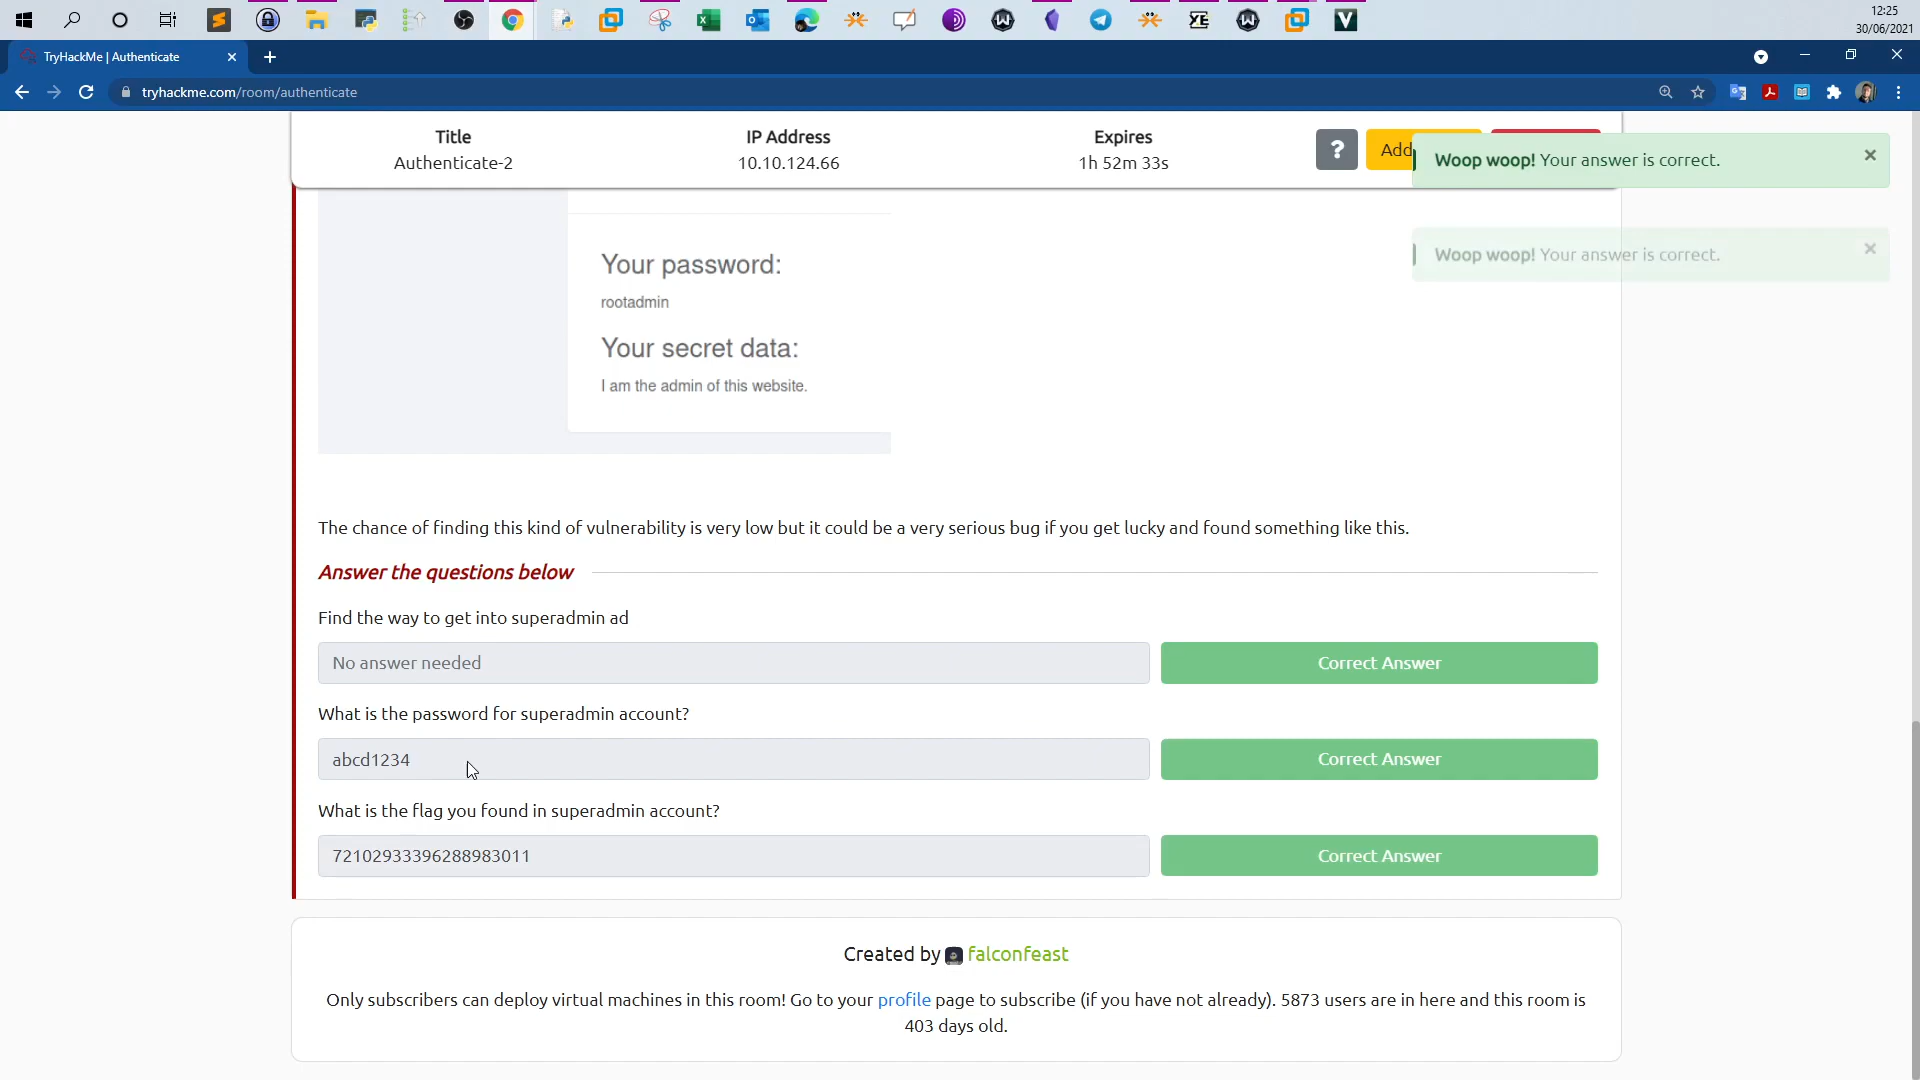 12:25
30/06/2021
TryHackMe | Authenticate
tryhackme.com/room/authenticate
Title
Authenticate-2
IP Address
10.10.124.66
Expires
1h 52m 33s
?
Add
Woop woop! Your answer is correct.
Woop woop! Your answer is correct.
Your password:
rootadmin
Your secret data:
I am the admin of this website.
The chance of finding this kind of vulnerability is very low but it could be a very serious bug if you get lucky and found something like this.
Answer the questions below
Find the way to get into superadmin ad
No answer needed
Correct Answer
What is the password for superadmin account?
abcd1234
Correct Answer
What is the flag you found in superadmin account?
72102933396288983011
Correct Answer
Created by falconfeast
Only subscribers can deploy virtual machines in this room! Go to your profile page to subscribe (if you have not already). 5873 users are in here and this room is
403 days old.